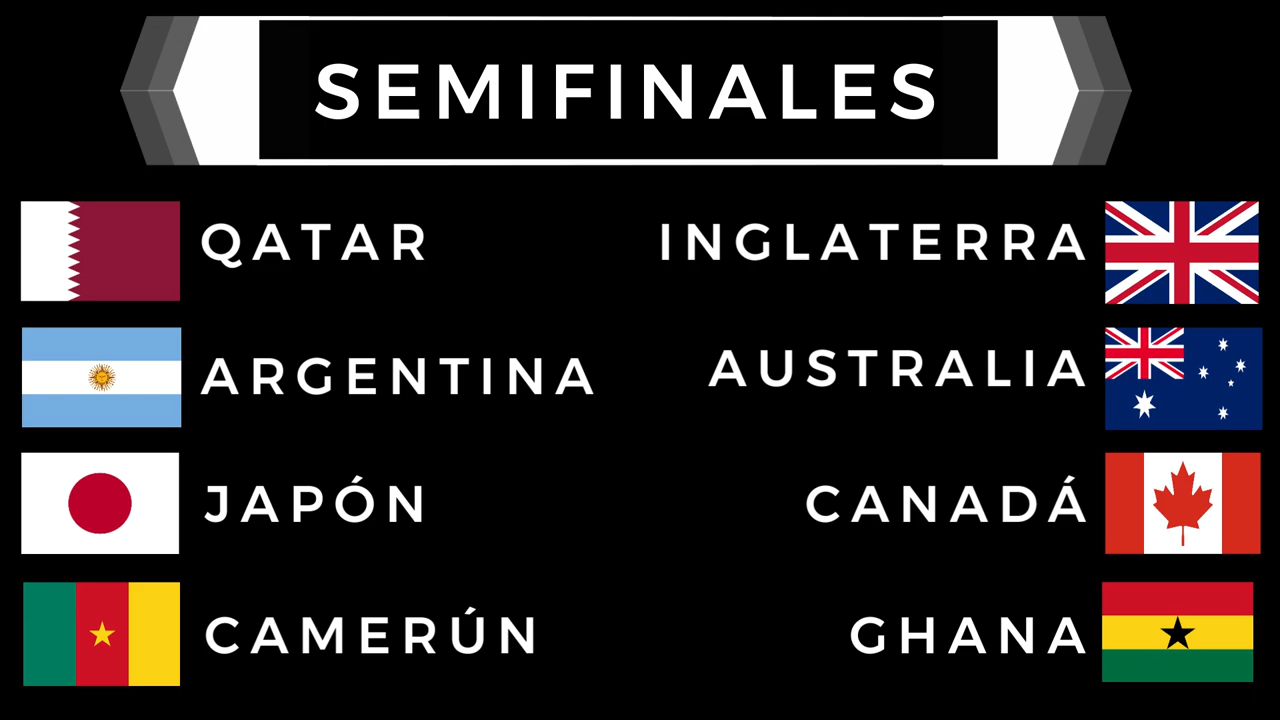 SEMIFINALES
QATAR
INGLATERRA
ARGENTINA
AUSTRALIA
JAPÓN
CANADÁ
CAMERÚN
GHANA